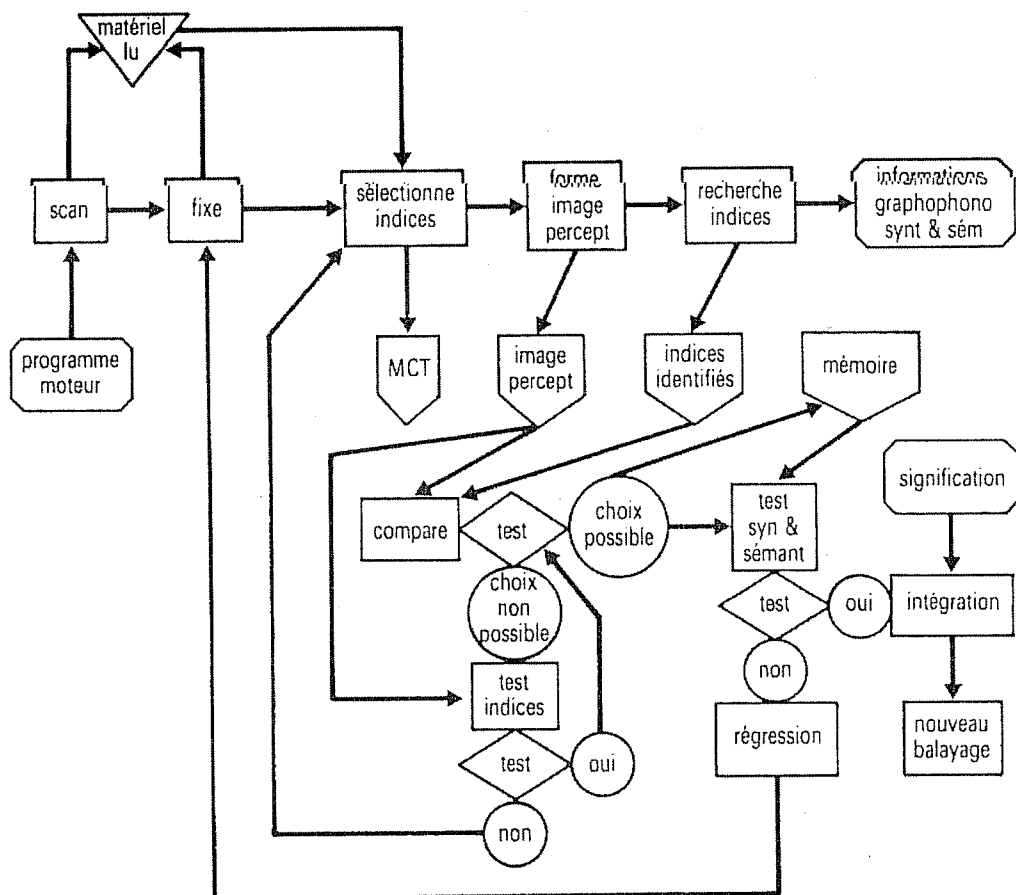 matériel
lu
scan
fixe
sélectionne
indices
forme
image
percept
recherche
indices
informations
graphophono
synt & sém
programme
moteur
MCT
image
percept
indices
identifiés
mémoire
signification
compare
test
choix
possible
test
syn &
sémant
choix
non
possible
test
oui
intégration
non
test
indices
régression
nouveau
balayage
test
oui
non